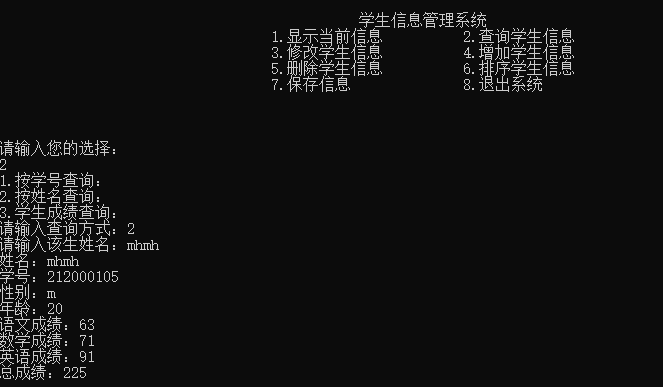 学生信息管理系统
1.显示当前信息 2.查询学生信息
3.修改学生信息 4.增加学生信息
5.删除学生信息 6.排序学生信息
7.保存信息 8.退出系统
请输入您的选择：
2
1.按学号查询：
2.按姓名查询：
3.学生成绩查询：
请输入查询方式：2
请输入该生姓名：mhmh
姓名：mhmh
学号：212000105
性别：m
年龄：20
语文成绩：63
数学成绩：71
英语成绩：91
总成绩：225